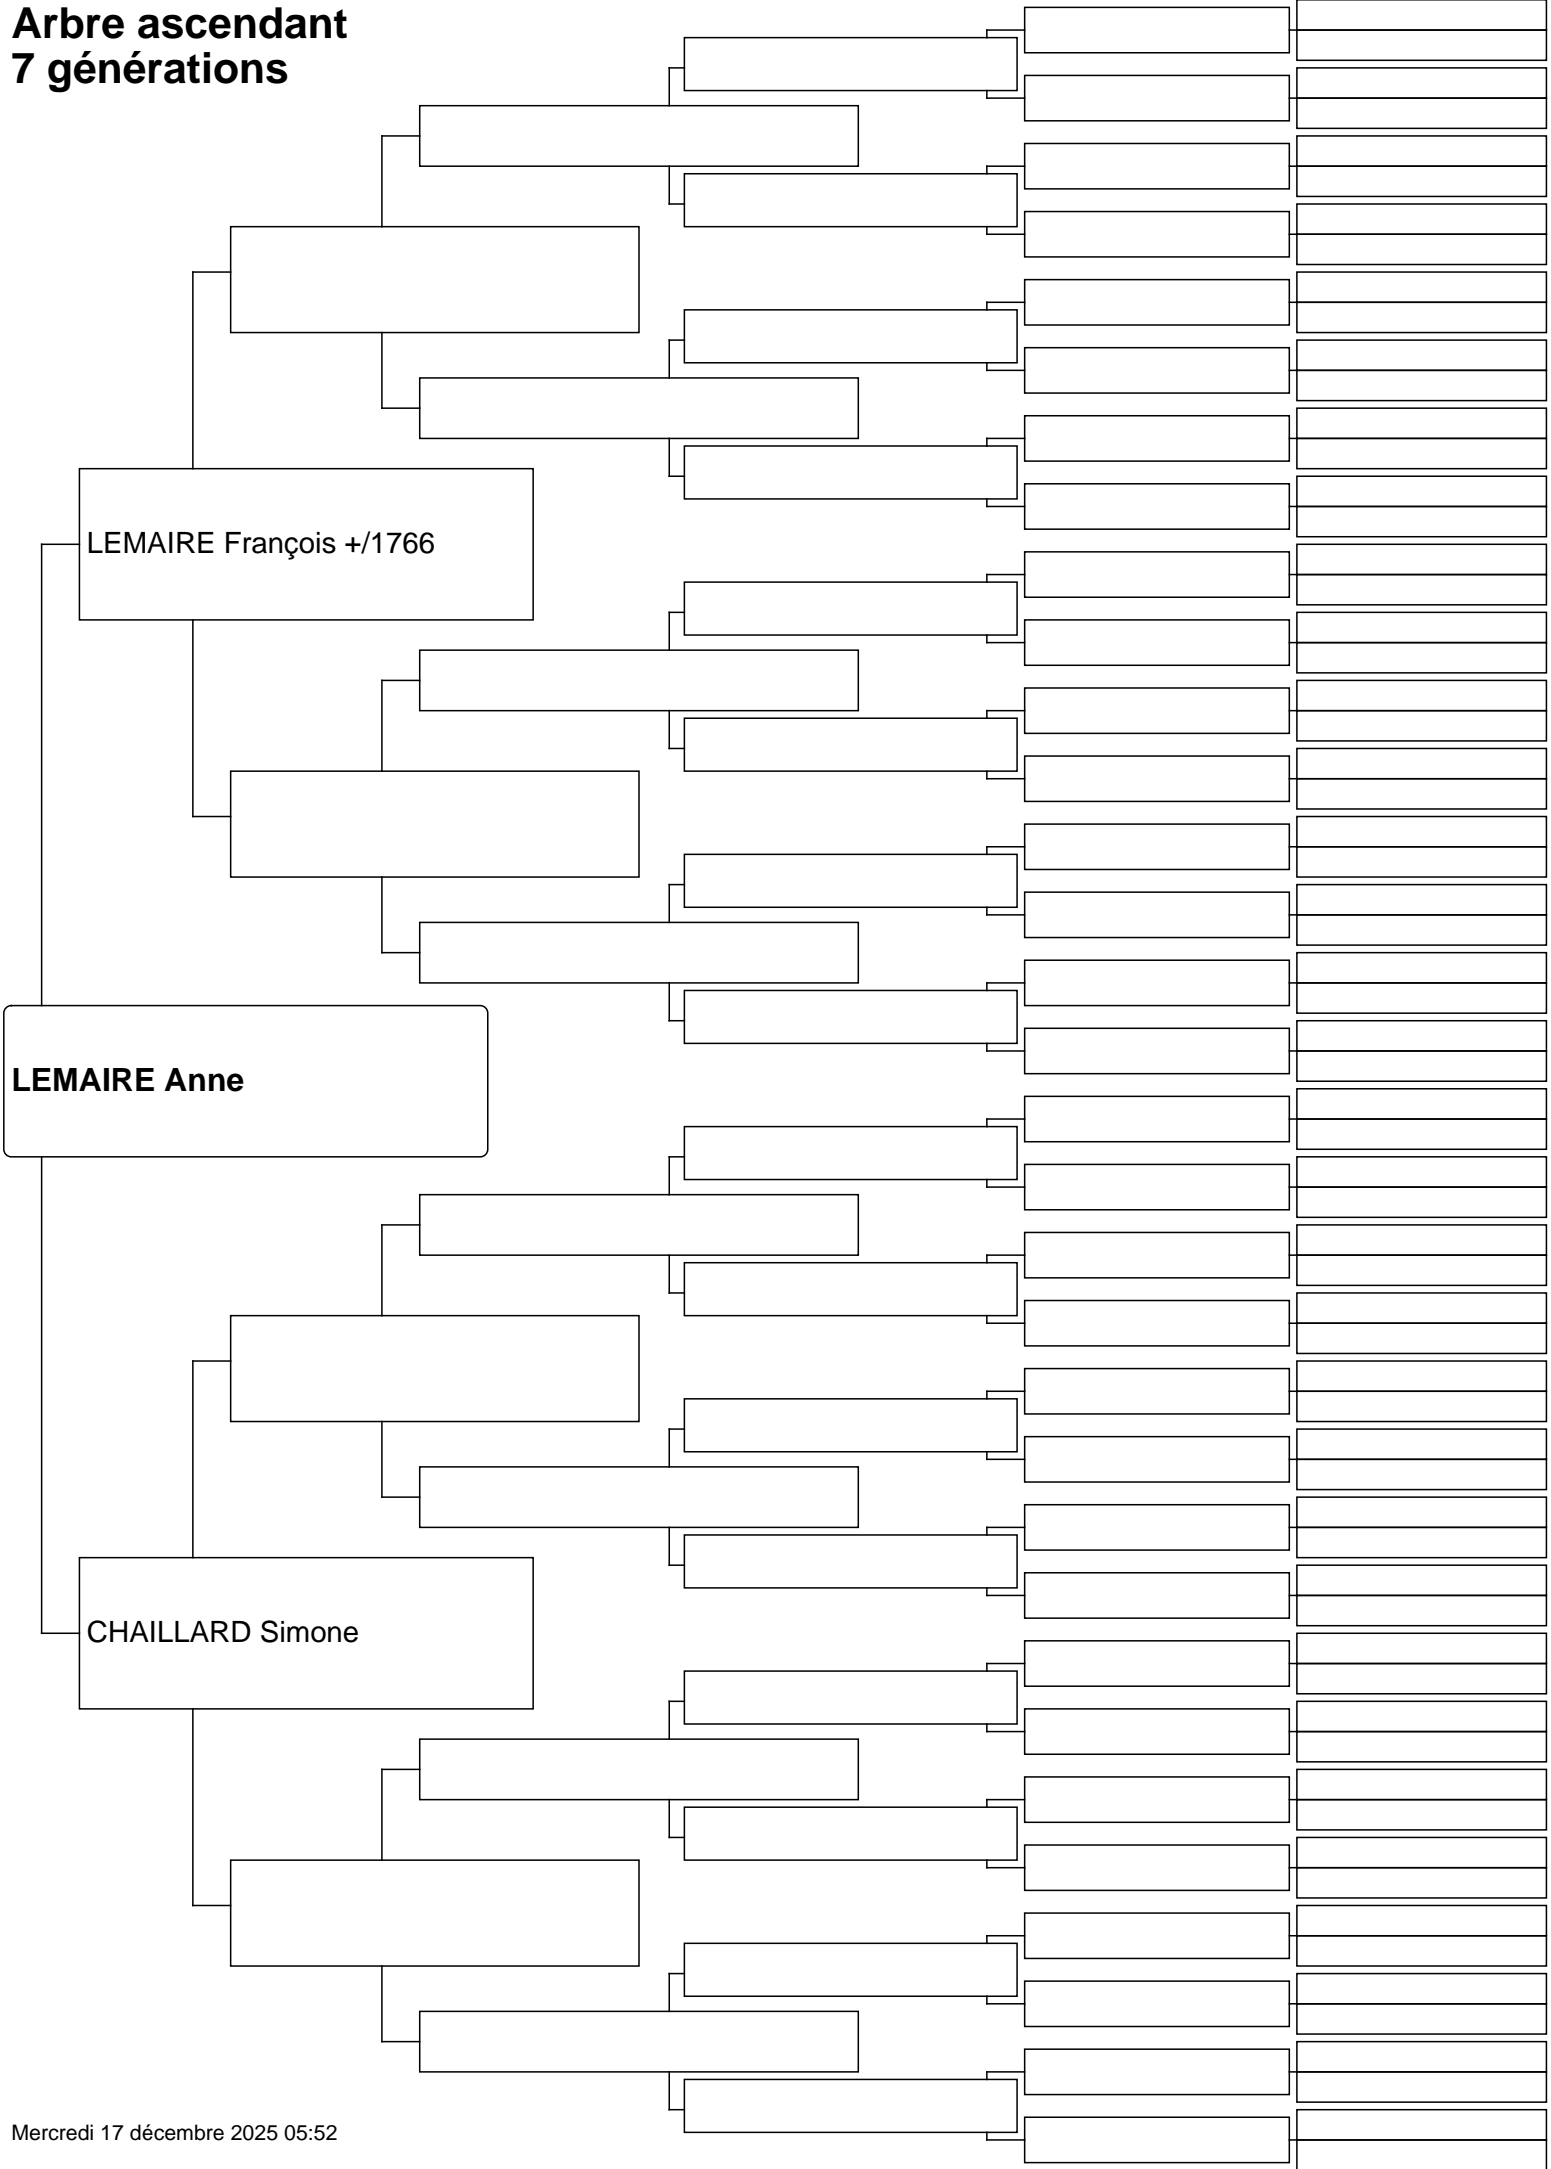 Arbre ascendant
7 générations
LEMAIRE François +/1766
LEMAIRE Anne
CHAILLARD Simone
Mercredi 17 décembre 2025 05:52